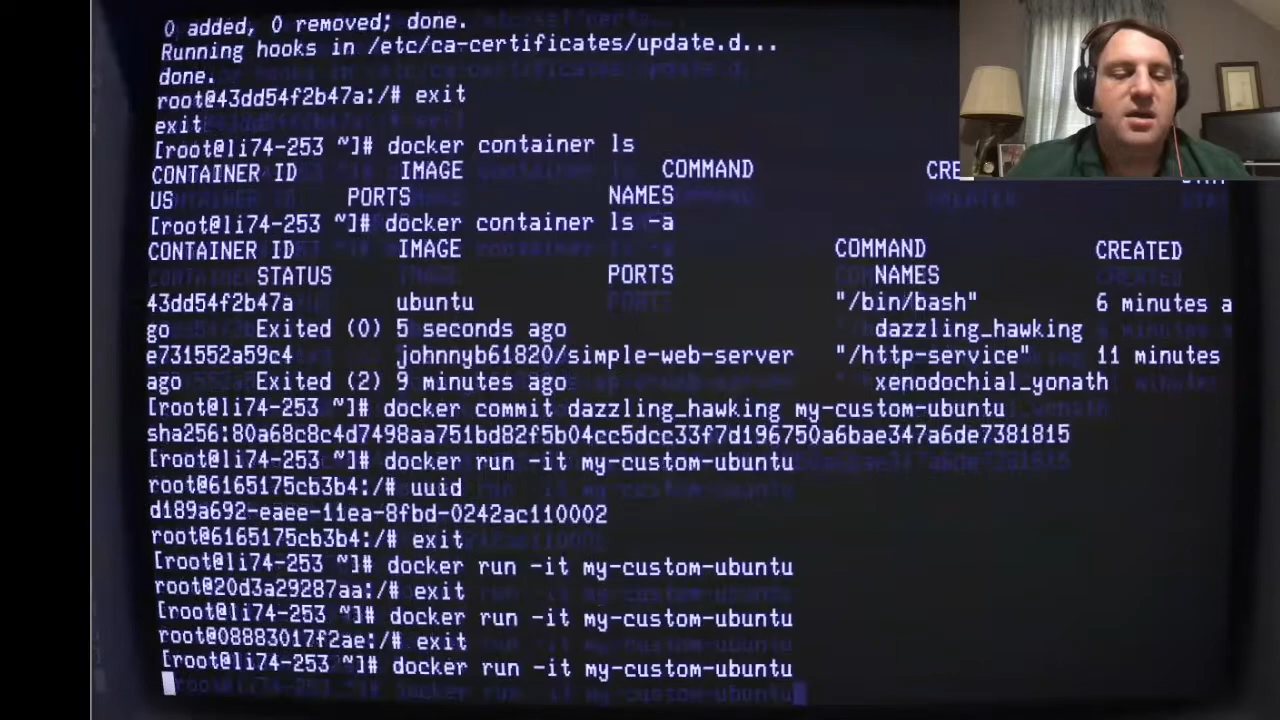 0 added, 0 removed; done.
Running hooks in /etc/ca-certificates/update.d...
done.
root@43dd54f2b47a:/# exit
exit
[root@li74-253 ~]# docker container ls
CONTAINER ID IMAGE COMMAND CRE
US PORTS NAMES
[root@li74-253 ~]# docker container ls -a
CONTAINER ID IMAGE COMMAND CREATED
STATUS PORTS NAMES
43dd54f2b47a ubuntu "/bin/bash" 6 minutes a
go Exited (0) 5 seconds ago dazzling_hawking
e731552a59c4 johnnyb61820/simple-web-server "/http-service" 11 minutes
ago Exited (2) 9 minutes ago xenodochial_yonath
[root@li74-253 ~]# docker commit dazzling_hawking my-custom-ubuntu
sha256:80a68c8c4d7498aa751bd82f5b04cc5dcc33f7d196750a6bae347a6de7381815
[root@li74-253 ~]# docker run -it my-custom-ubuntu
root@6165175cb3b4:/# uuid
d189a692-eaee-11ea-8fbd-0242ac110002
root@6165175cb3b4:/# exit
[root@li74-253 ~]# docker run -it my-custom-ubuntu
root@20d3a29287aa:/# exit
[root@li74-253 ~]# docker run -it my-custom-ubuntu
root@08883017f2ae:/# exit
[root@li74-253 ~]# docker run -it my-custom-ubuntu